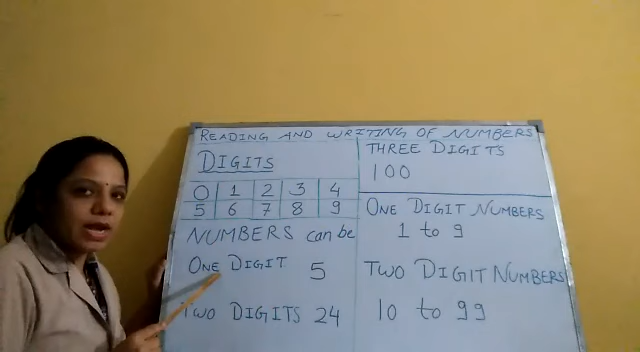 READING AND WRITING OF NUMBERS
DIGITS
0 1 2 3 4
5 6 7 8 9
NUMBERS can be
ONE DIGIT 5
TWO DIGITS 24
THREE DIGITS
100
ONE DIGIT NUMBERS
1 to 9
TWO DIGIT NUMBERS
10 to 99